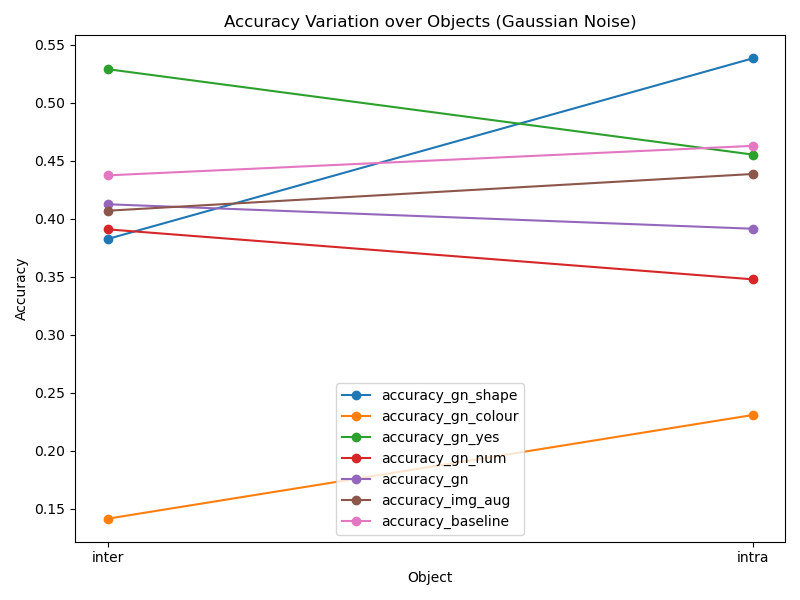 Accuracy Variation over Objects (Gaussian Noise)
0.55
0.50
0.45
0.40
0.35
0.30
0.25
0.20
0.15
Accuracy
accuracy_gn_shape
accuracy_gn_colour
accuracy_gn_yes
accuracy_gn_num
accuracy_gn
accuracy_img_aug
accuracy_baseline
inter
intra
Object